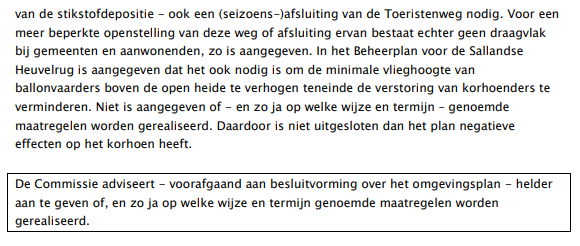 van de stikstofdepositie – ook een (seizoens-)afsluiting van de Toeristenweg nodig. Voor een
meer beperkte openstelling van deze weg of afsluiting ervan bestaat echter geen draagvlak
bij gemeenten en aanwonenden, zo is aangegeven. In het Beheerplan voor de Sallandse
Heuvelrug is aangegeven dat het ook nodig is om de minimale vlieghoogte van
ballonvaarders boven de open heide te verhogen teneinde de verstoring van korhoenders te
verminderen. Niet is aangegeven of – en zo ja op welke wijze en termijn – genoemde
maatregelen worden gerealiseerd. Daardoor is niet uitgesloten dan het plan negatieve
effecten op het korhoen heeft.
De Commissie adviseert – voorafgaand aan besluitvorming over het omgevingsplan – helder
aan te geven of, en zo ja op welke wijze en termijn genoemde maatregelen worden
gerealiseerd.